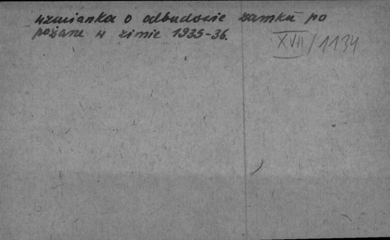 wzmianka o odbudowie zamku po
pożarze w zimie 1935-36.
XVII/1134